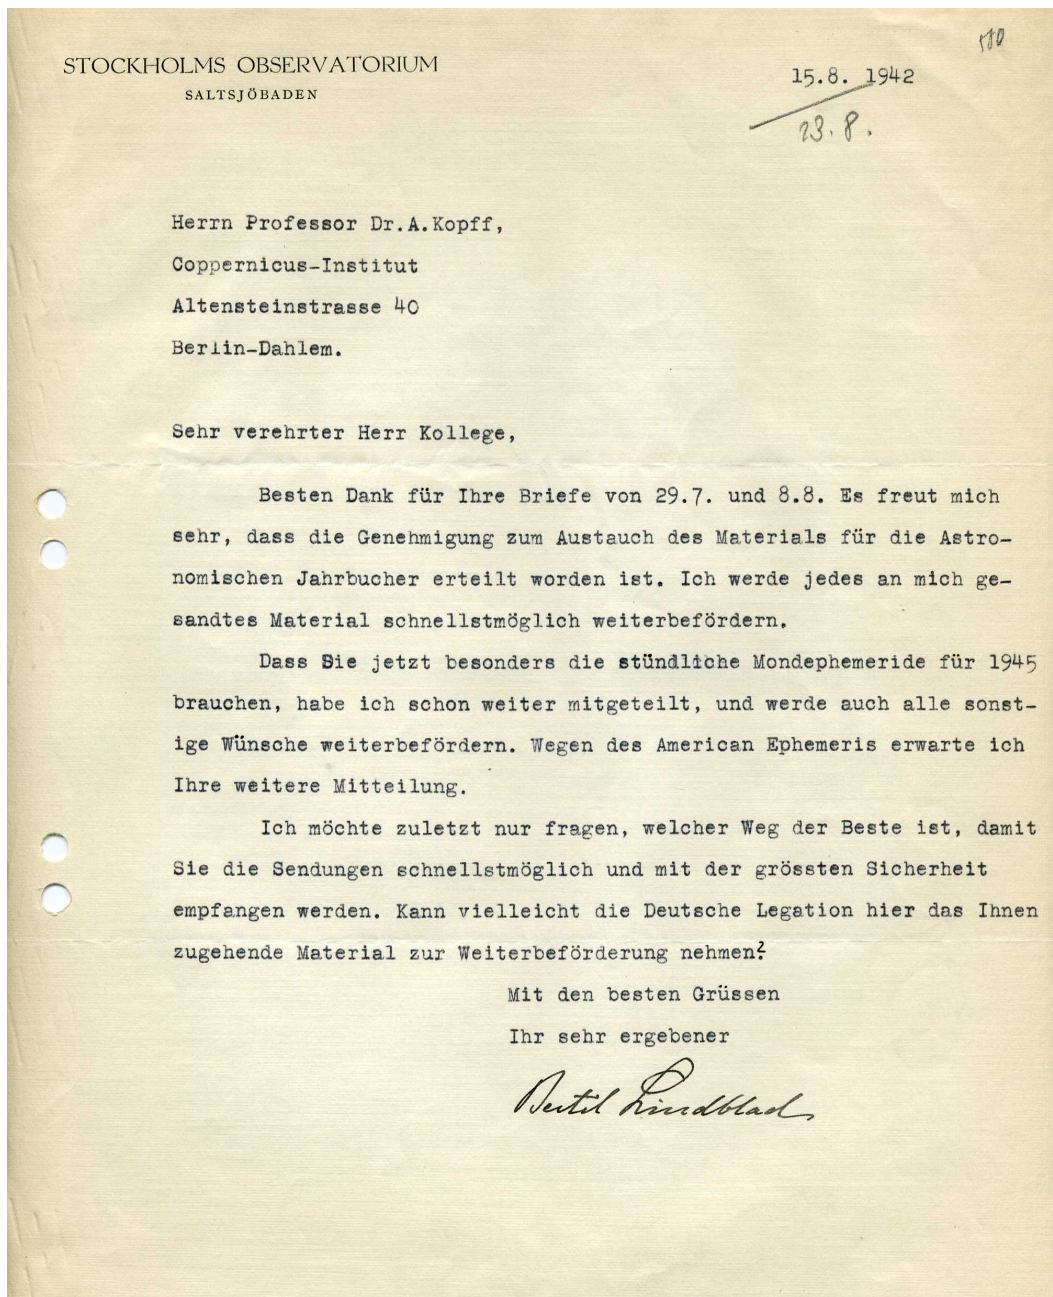 580
STOCKHOLMS OBSERVATORIUM
SALTSJÖBADEN
15.8. 1942
23.8.
Herrn Professor Dr.A.Kopff,
Coppernicus-Institut
Altensteinstrasse 40
Berlin-Dahlem.
Sehr verehrter Herr Kollege,
Besten Dank für Ihre Briefe von 29.7. und 8.8. Es freut mich
sehr, dass die Genehmigung zum Austauch des Materials für die Astro-
nomischen Jahrbucher erteilt worden ist. Ich werde jedes an mich ge-
sandtes Material schnellstmöglich weiterbefördern.
Dass Sie jetzt besonders die stündliche Mondephemeride für 1945
brauchen, habe ich schon weiter mitgeteilt, und werde auch alle sonst-
ige Wünsche weiterbefördern. Wegen des American Ephemeris erwarte ich
Ihre weitere Mitteilung.
Ich möchte zuletzt nur fragen, welcher Weg der Beste ist, damit
Sie die Sendungen schnellstmöglich und mit der grössten Sicherheit
empfangen werden. Kann vielleicht die Deutsche Legation hier das Ihnen
zugehende Material zur Weiterbeförderung nehmen?
Mit den besten Grüssen
Ihr sehr ergebener
Bertil Lindblad